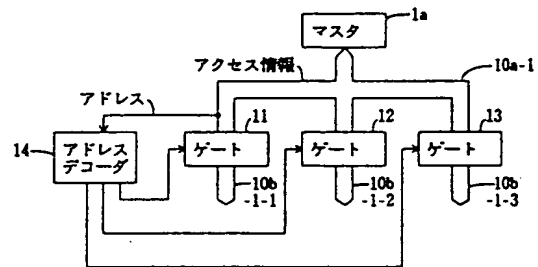 1a
マスタ
アクセス情報
10a-1
アドレス
11
12
13
14
アドレス
デコーダ
ゲート
ゲート
ゲート
10b
-1-1
10b
-1-2
10b
-1-3